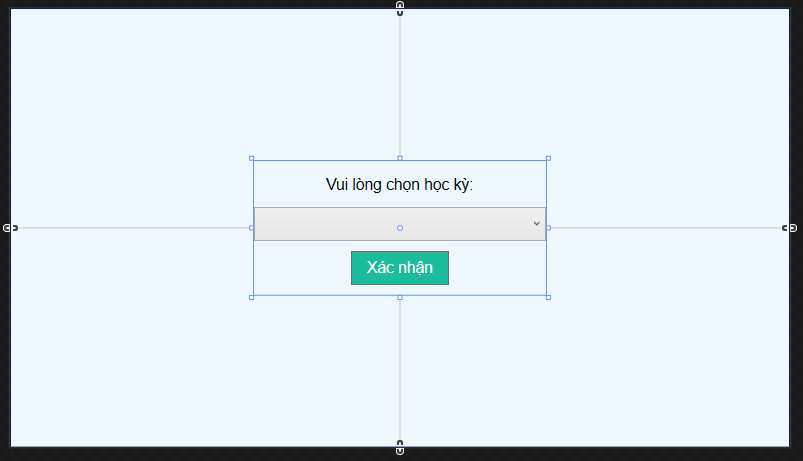 Vui lòng chọn học kỳ:
Xác nhận